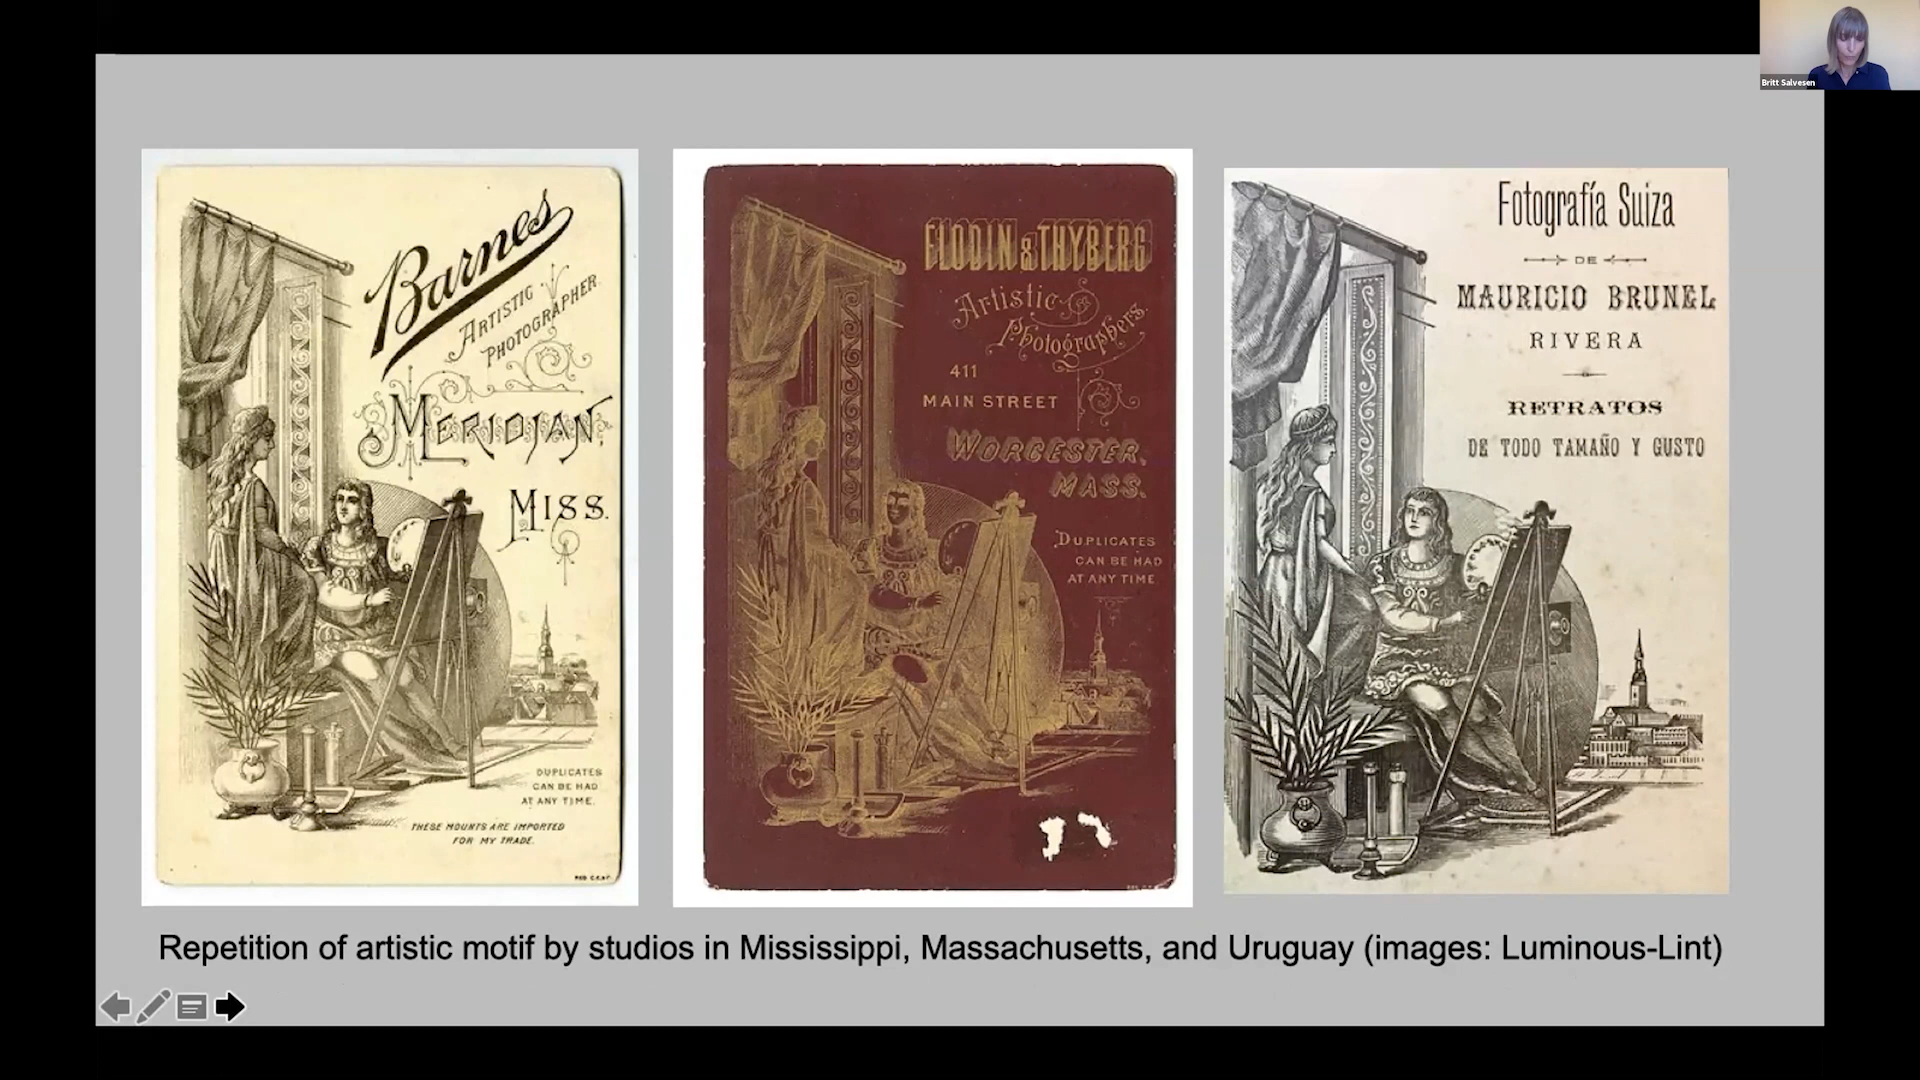 Britt Salvesen
Barnes
ARTISTIC
PHOTOGRAPHER
MERIDIAN,
MISS.
DUPLICATES
CAN BE HAD
AT ANY TIME.
THESE MOUNTS ARE IMPORTED
FOR MY TRADE.
FLODIN & THYBERG
Artistic
Photographers.
411
MAIN STREET
WORCESTER,
MASS.
DUPLICATES
CAN BE HAD
AT ANY TIME.
Fotografía Suiza
DE
MAURICIO BRUNEL
RIVERA
RETRATOS
DE TODO TAMAÑO Y GUSTO
Repetition of artistic motif by studios in Mississippi, Massachusetts, and Uruguay (images: Luminous-Lint)